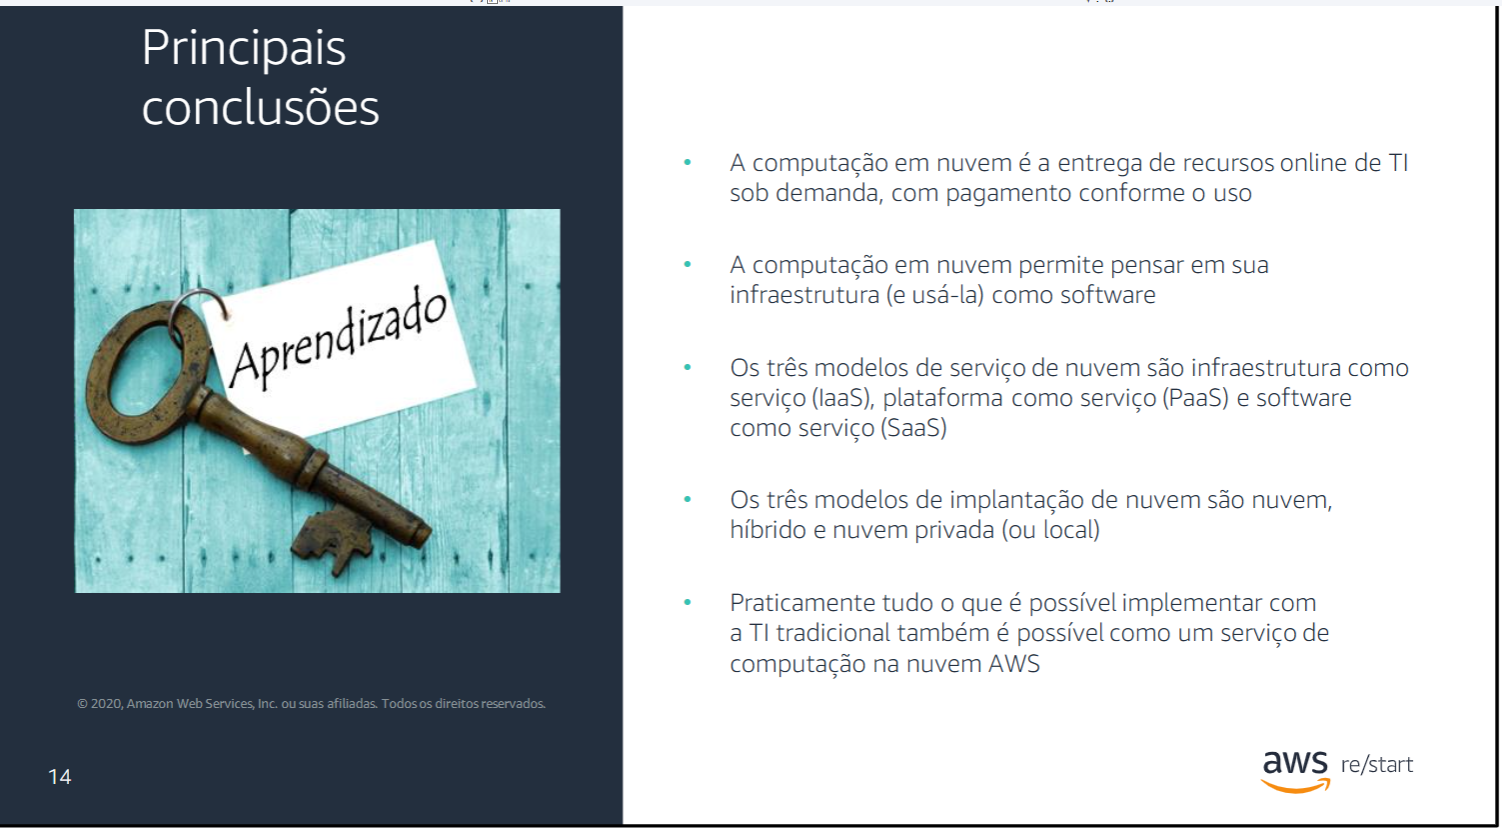 Principais
conclusões
Aprendizado
© 2020, Amazon Web Services, Inc. ou suas afiliadas. Todos os direitos reservados.
14
A computação em nuvem é a entrega de recursos online de TI
sob demanda, com pagamento conforme o uso
A computação em nuvem permite pensar em sua
infraestrutura (e usá-la) como software
Os três modelos de serviço de nuvem são infraestrutura como
serviço (IaaS), plataforma como serviço (PaaS) e software
como serviço (SaaS)
Os três modelos de implantação de nuvem são nuvem,
híbrido e nuvem privada (ou local)
Praticamente tudo o que é possível implementar com
a TI tradicional também é possível como um serviço de
computação na nuvem AWS
aws re/start